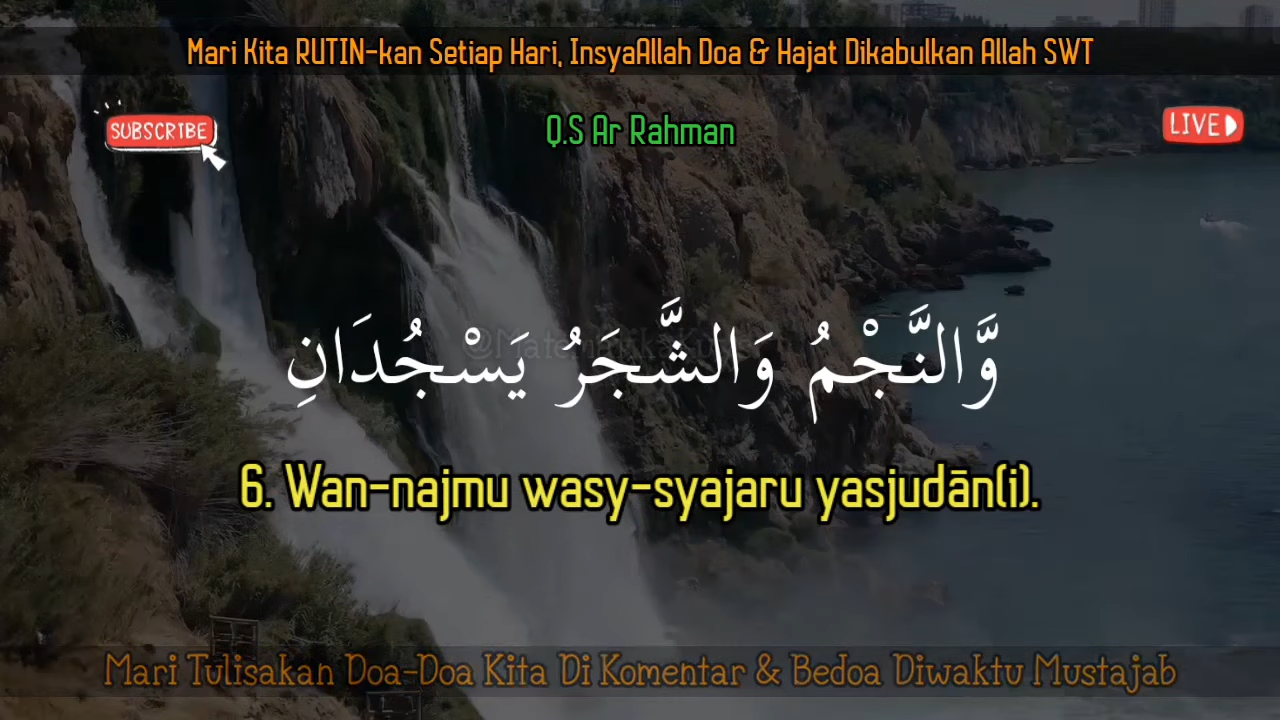 Mari Kita RUTIN-kan Setiap Hari, InsyaAllah Doa & Hajat Dikabulkan Allah SWT
SUBSCRIBE
Q.S Ar Rahman
LIVE
وَّالنَّجْمُ وَالشَّجَرُ يَسْجُدَانِ
6. Wan-najmu wasy-syajaru yasjudān(i).
Mari Tulisakan Doa-Doa Kita Di Komentar & Bedoa Diwaktu Mustajab